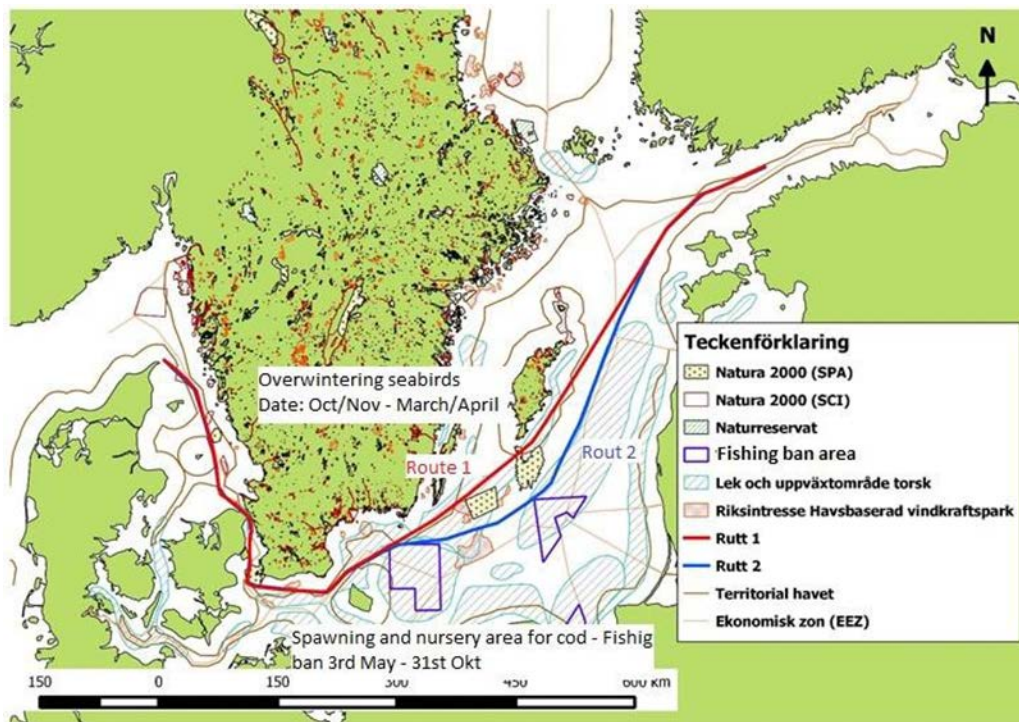 N
Overwintering seabirds
Date: Oct/Nov - March/April
Route 1
Rout 2
Teckenförklaring
Natura 2000 (SPA)
Natura 2000 (SCI)
Naturreservat
Fishing ban area
Lek och uppväxtområde torsk
Riksintresse Havsbaserad vindkraftspark
Rutt 1
Rutt 2
Territorial havet
Ekonomisk zon (EEZ)
Spawning and nursery area for cod - Fishig
ban 3rd May - 31st Okt
150 0 150 300 450 600 km